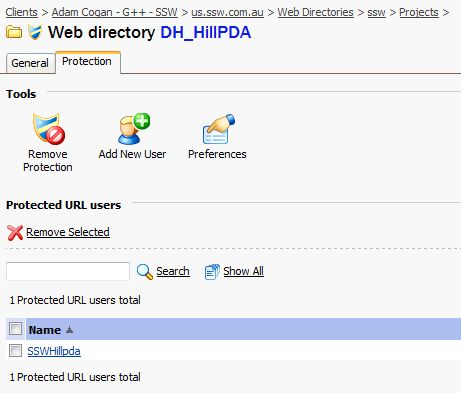 Clients > Adam Cogan - G++ - SSW > us.ssw.com.au > Web Directories > ssw > Projects >
Web directory DH_HillPDA
General Protection
Tools
Remove Protection Add New User Preferences
Protected URL users
Remove Selected
Search Show All
1 Protected URL users total
Name
SSWHillpda
1 Protected URL users total